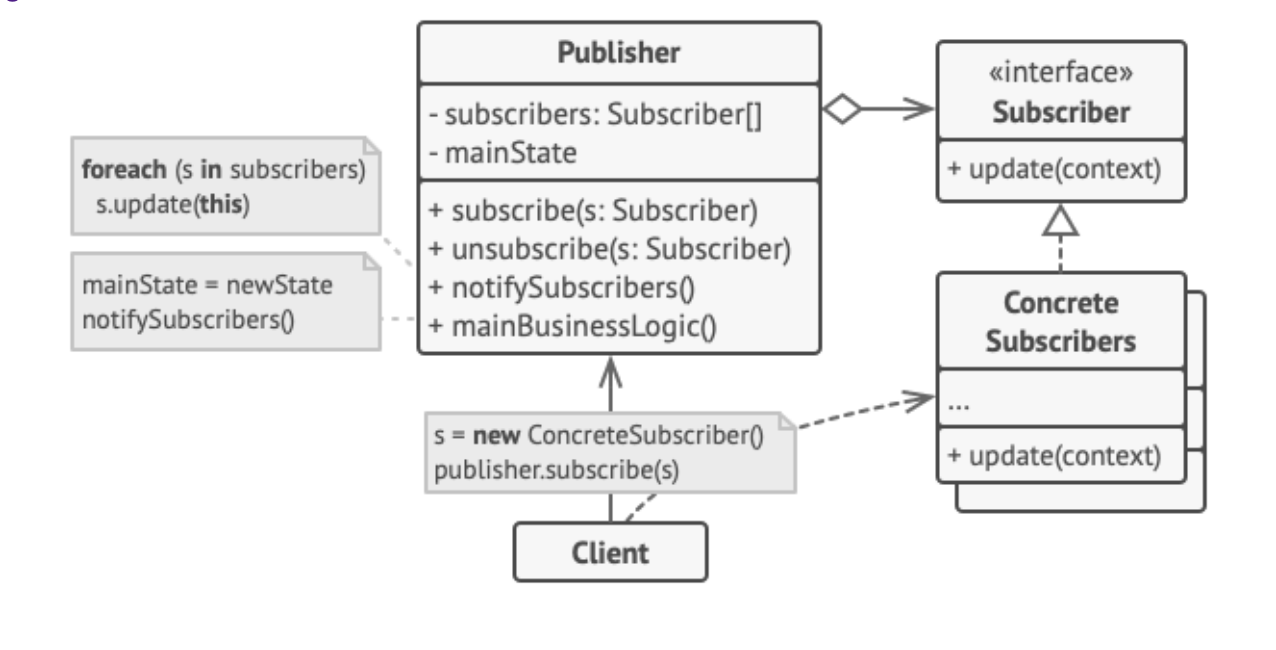 Publisher
- subscribers: Subscriber[]
- mainState
+ subscribe(s: Subscriber)
+ unsubscribe(s: Subscriber)
+ notifySubscribers()
+ mainBusinessLogic()
foreach (s in subscribers)
s.update(this)
mainState = newState
notifySubscribers()
«interface»
Subscriber
+ update(context)
Concrete
Subscribers
...
+ update(context)
s = new ConcreteSubscriber()
publisher.subscribe(s)
Client